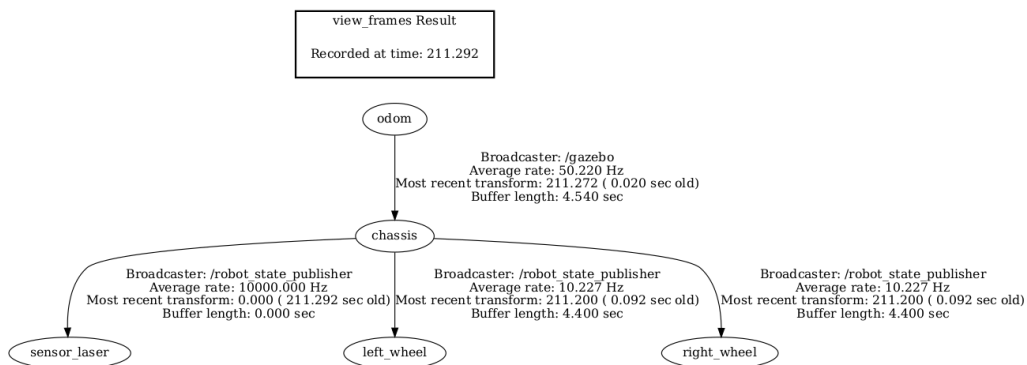 view_frames Result
Recorded at time: 211.292
odom
Broadcaster: /gazebo
Average rate: 50.220 Hz
Most recent transform: 211.272 ( 0.020 sec old)
Buffer length: 4.540 sec
chassis
Broadcaster: /robot_state_publisher
Average rate: 10000.000 Hz
Most recent transform: 0.000 ( 211.292 sec old)
Buffer length: 0.000 sec
Broadcaster: /robot_state_publisher
Average rate: 10.227 Hz
Most recent transform: 211.200 ( 0.092 sec old)
Buffer length: 4.400 sec
Broadcaster: /robot_state_publisher
Average rate: 10.227 Hz
Most recent transform: 211.200 ( 0.092 sec old)
Buffer length: 4.400 sec
sensor_laser
left_wheel
right_wheel